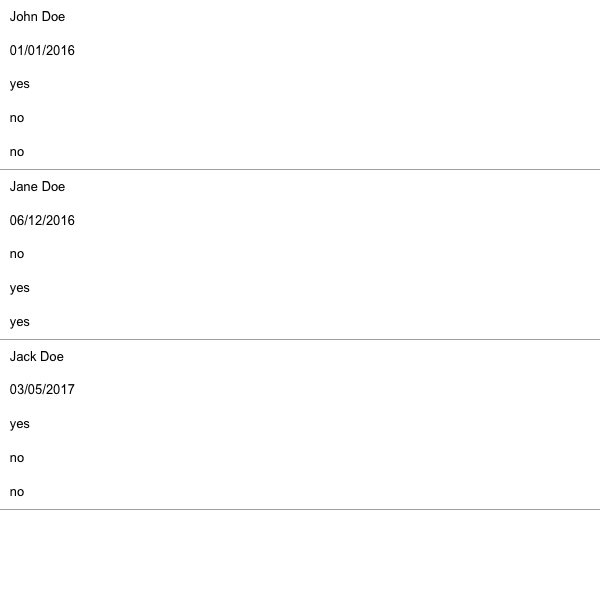 John Doe
01/01/2016
yes
no
no
Jane Doe
06/12/2016
no
yes
yes
Jack Doe
03/05/2017
yes
no
no